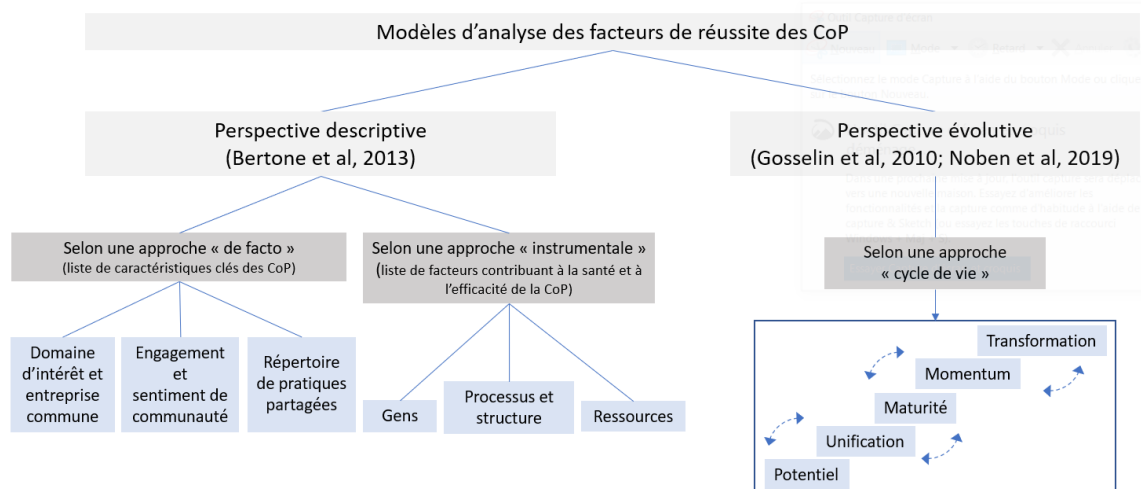 Modèles d'analyse des facteurs de réussite des CoP
Perspective descriptive
(Bertone et al, 2013)
Perspective évolutive
(Gosselin et al, 2010; Noben et al, 2019)
Selon une approche « de facto »
(liste de caractéristiques clés des CoP)
Selon une approche « instrumentale »
(liste de facteurs contribuant à la santé et à
l'efficacité de la CoP)
Selon une approche
« cycle de vie »
Domaine
d'intérêt et
entreprise
commune
Engagement
et
sentiment de
communauté
Répertoire
de pratiques
partagées
Gens
Processus et
structure
Ressources
Transformation
Momentum
Maturité
Unification
Potentiel